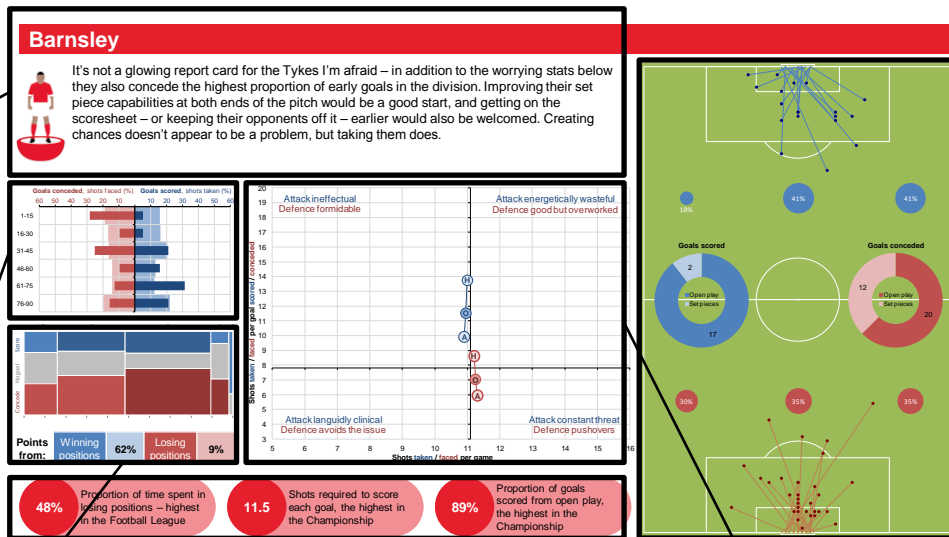 Barnsley
It's not a glowing report card for the Tykes I'm afraid – in addition to the worrying stats below
they also concede the highest proportion of early goals in the division. Improving their set
piece capabilities at both ends of the pitch would be a good start, and getting on the
scoresheet – or keeping their opponents off it – earlier would also be welcomed. Creating
chances doesn't appear to be a problem, but taking them does.
Goals conceded, shots faced (%) Goals scored, shots taken (%)
60 50 40 30 20 10 0 10 20 30 40 50 60
1-15
16-30
31-45
46-60
61-75
76-90
Score
No goal
Concede
Points from:
Winning positions
62%
Losing positions
9%
20
19
18
17
16
15
14
13
12
11
10
9
8
7
6
5
4
3
Shots taken / faced per goal scored / conceded
Attack ineffectual
Defence formidable
Attack energetically wasteful
Defence good but overworked
H
O
A
H
O
A
Attack languidly clinical
Defence avoids the issue
Attack constant threat
Defence pushovers
5 6 7 8 9 10 11 12 13 14 15 16
Shots taken / faced per game
18%
41%
41%
Goals scored
2
Open play
Set pieces
17
Goals conceded
12
Open play
Set pieces
20
30%
35%
35%
48%
Proportion of time spent in
losing positions – highest
in the Football League
11.5
Shots required to score
each goal, the highest in
the Championship
89%
Proportion of goals
scored from open play,
the highest in the
Championship